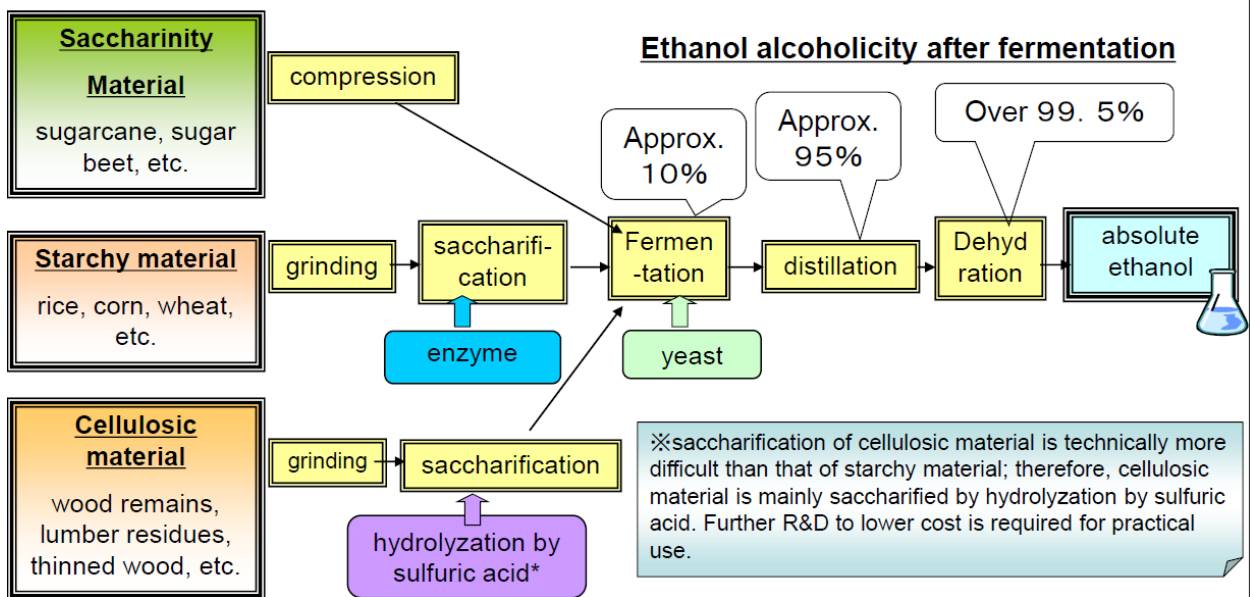 Saccharinity
Material
sugarcane, sugar
beet, etc.
compression
Ethanol alcoholicity after fermentation
Approx.
10%
Approx.
95%
Over 99. 5%
Starchy material
rice, corn, wheat,
etc.
grinding
saccharifi-
cation
enzyme
Fermen
-tation
yeast
distillation
Dehyd
ration
absolute
ethanol
Cellulosic
material
wood remains,
lumber residues,
thinned wood, etc.
grinding
saccharification
hydrolyzation by
sulfuric acid*
※saccharification of cellulosic material is technically more
difficult than that of starchy material; therefore, cellulosic
material is mainly saccharified by hydrolyzation by sulfuric
acid. Further R&D to lower cost is required for practical
use.